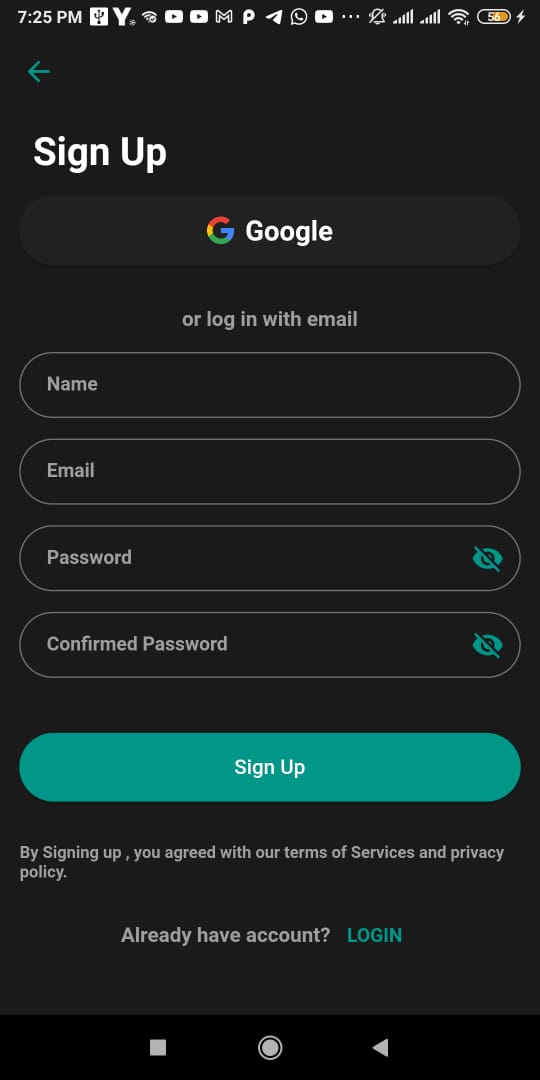 7:25 PM
56
Sign Up
Google
or log in with email
Name
Email
Password
Confirmed Password
Sign Up
By Signing up , you agreed with our terms of Services and privacy
policy.
Already have account? LOGIN